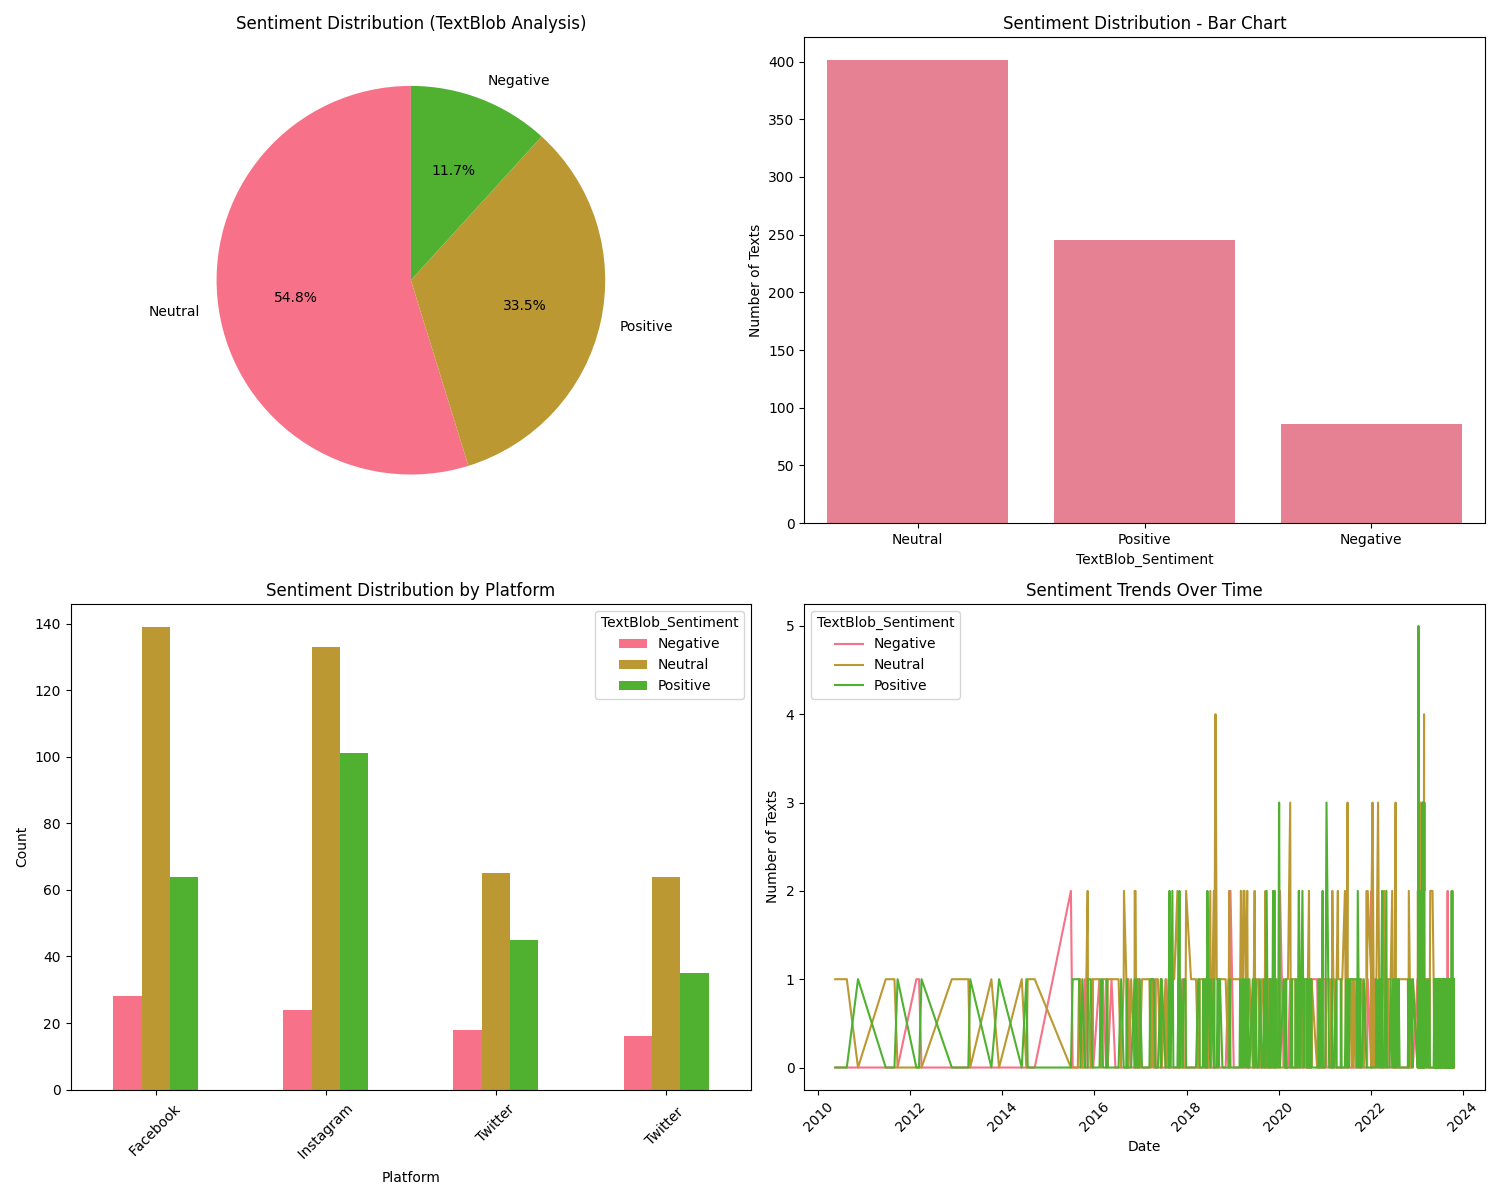 Sentiment Distribution (TextBlob Analysis)
Negative
11.7%
54.8%
33.5%
Neutral
Positive
Sentiment Distribution - Bar Chart
400
350
300
250
200
150
100
50
0
Number of Texts
Neutral Positive Negative
TextBlob_Sentiment
Sentiment Distribution by Platform
TextBlob_Sentiment
Negative
Neutral
Positive
140
120
100
80
60
40
20
0
Count
Facebook Instagram Twitter Twitter
Platform
Sentiment Trends Over Time
TextBlob_Sentiment
Negative
Neutral
Positive
5
4
3
2
1
0
Number of Texts
2010 2012 2014 2016 2018 2020 2022 2024
Date